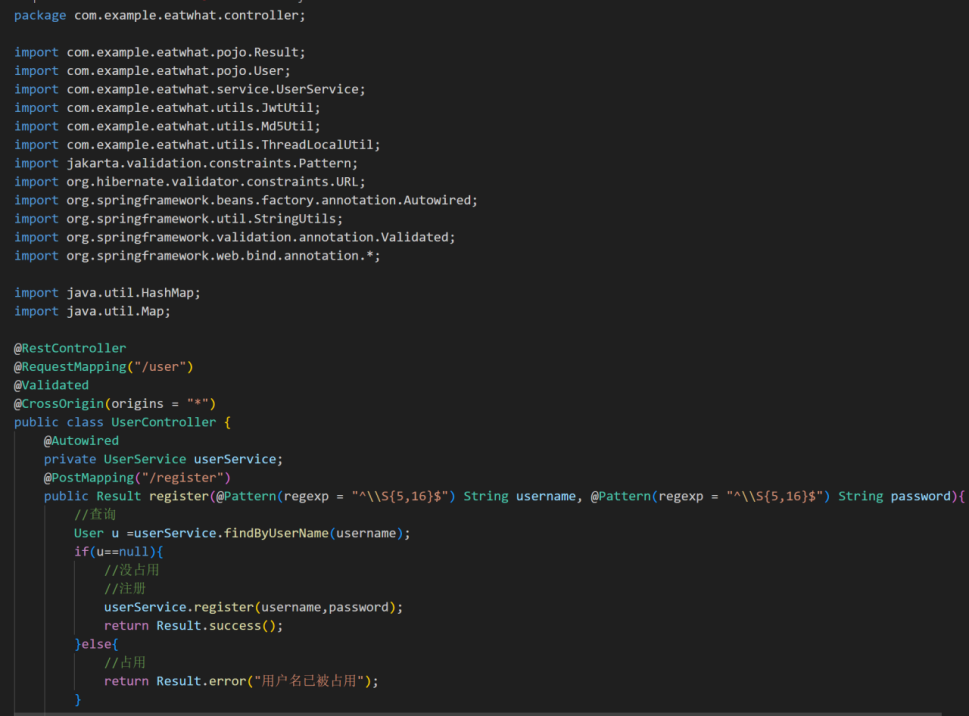 package com.example.eatwhat.controller;
import com.example.eatwhat.pojo.Result;
import com.example.eatwhat.pojo.User;
import com.example.eatwhat.service.UserService;
import com.example.eatwhat.utils.JwtUtil;
import com.example.eatwhat.utils.Md5Util;
import com.example.eatwhat.utils.ThreadLocalUtil;
import jakarta.validation.constraints.Pattern;
import org.hibernate.validator.constraints.URL;
import org.springframework.beans.factory.annotation.Autowired;
import org.springframework.util.StringUtils;
import org.springframework.validation.annotation.Validated;
import org.springframework.web.bind.annotation.*;
import java.util.HashMap;
import java.util.Map;
@RestController
@RequestMapping("/user")
@Validated
@CrossOrigin(origins = "*")
public class UserController {
@Autowired
private UserService userService;
@PostMapping("/register")
public Result register(@Pattern(regexp = "^\\S{5,16}$") String username, @Pattern(regexp = "^\\S{5,16}$") String password){
//查询
User u =userService.findByUserName(username);
if(u==null){
//没占用
//注册
userService.register(username,password);
return Result.success();
}else{
//占用
return Result.error("用户名已被占用");
}